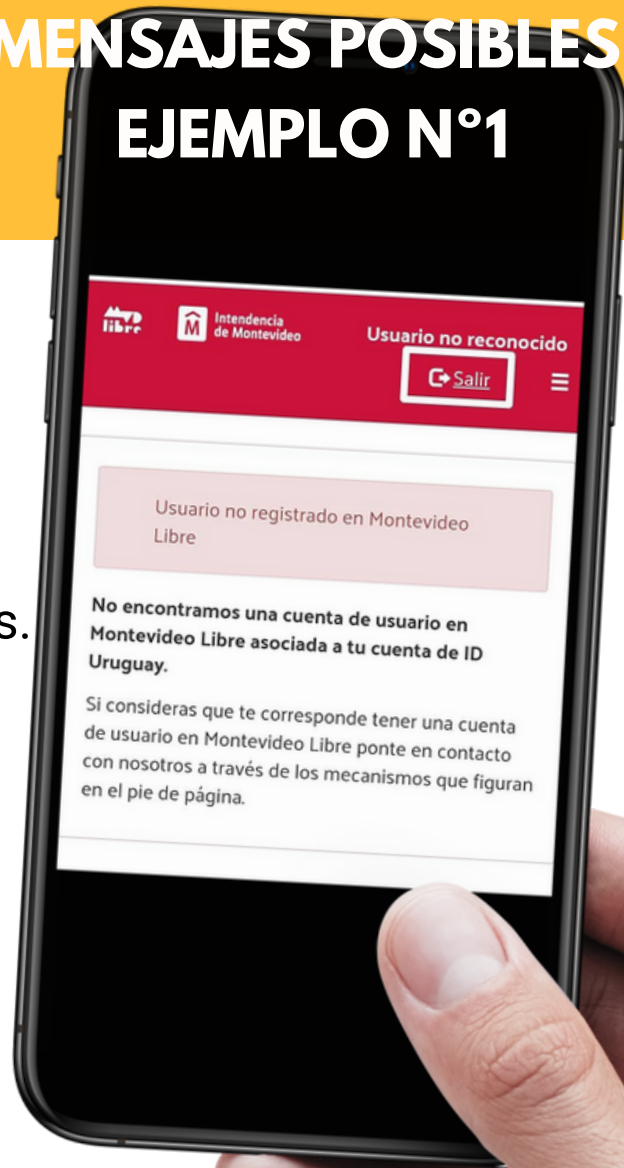 MENSAJES POSIBLES
EJEMPLO N°1
MVD
libre
Intendencia
de Montevideo
Usuario no reconocido
Salir
Usuario no registrado en Montevideo
Libre
s.
No encontramos una cuenta de usuario en
Montevideo Libre asociada a tu cuenta de ID
Uruguay.
Si consideras que te corresponde tener una cuenta
de usuario en Montevideo Libre ponte en contacto
con nosotros a través de los mecanismos que figuran
en el pie de página.